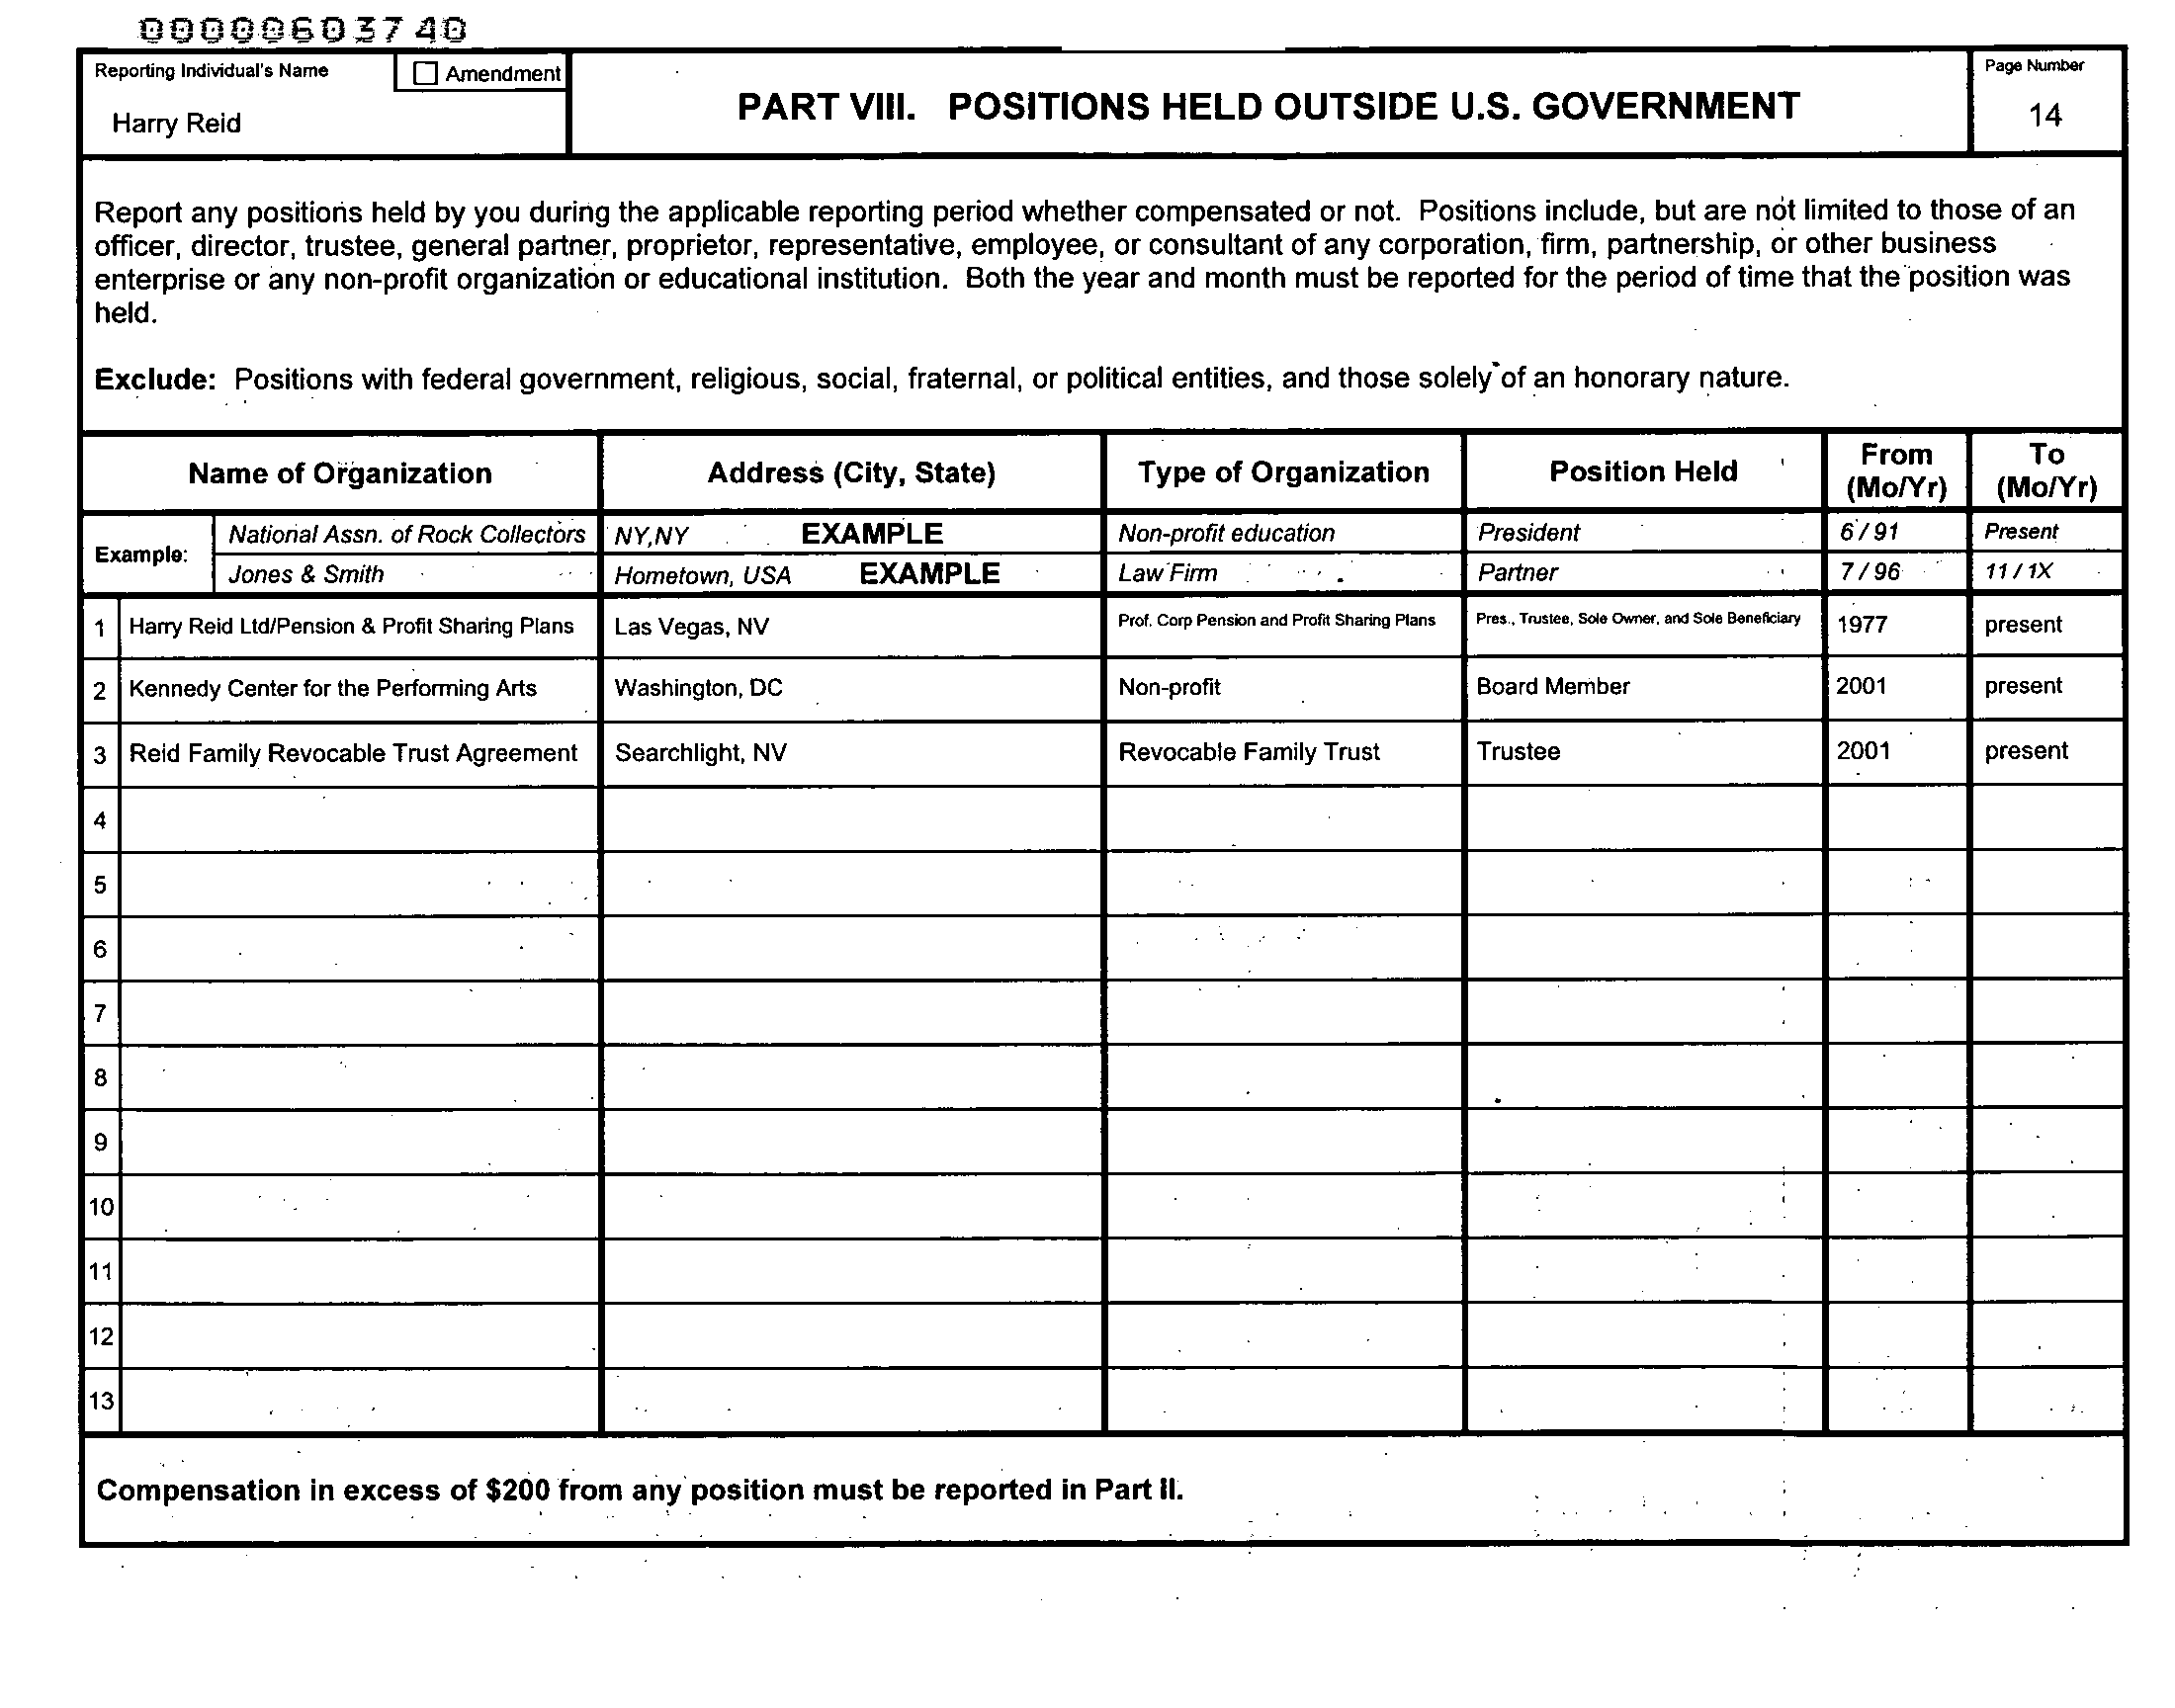 000006037 40
Reporting Individual's Name
Amendment
Harry Reid
PART VIII. POSITIONS HELD OUTSIDE U.S. GOVERNMENT
Page Number
14
Report any positions held by you during the applicable reporting period whether compensated or not. Positions include, but are not limited to those of an
officer, director, trustee, general partner, proprietor, representative, employee, or consultant of any corporation, firm, partnership, or other business
enterprise or any non-profit organization or educational institution. Both the year and month must be reported for the period of time that the position was
held.
Exclude: Positions with federal government, religious, social, fraternal, or political entities, and those solely of an honorary nature.
Name of Organization Address (City, State) Type of Organization Position Held From (Mo/Yr) To (Mo/Yr)
Example:
National Assn. of Rock Collectors NY,NY EXAMPLE Non-profit education President 6 / 91 Present
Jones & Smith Hometown, USA EXAMPLE Law Firm Partner 7 / 96 11 / 1X
1 Harry Reid Ltd/Pension & Profit Sharing Plans Las Vegas, NV Prof. Corp Pension and Profit Sharing Plans Pres., Trustee, Sole Owner, and Sole Beneficiary 1977 present
2 Kennedy Center for the Performing Arts Washington, DC Non-profit Board Member 2001 present
3 Reid Family Revocable Trust Agreement Searchlight, NV Revocable Family Trust Trustee 2001 present
4
5
6
7
8
9
10
11
12
13
Compensation in excess of $200 from any position must be reported in Part II.